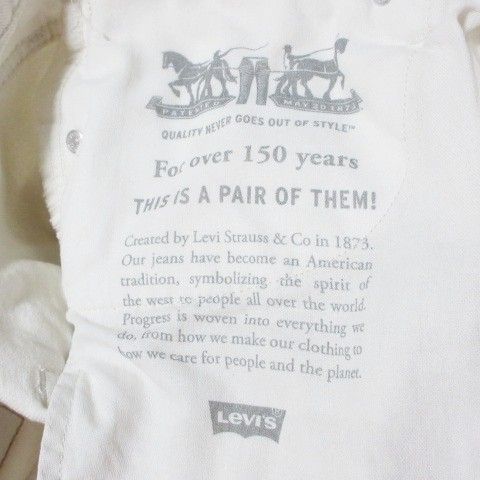 PATENTED MAY 20 1873
QUALITY NEVER GOES OUT OF STYLE™
For over 150 years
THIS IS A PAIR OF THEM!
Created by Levi Strauss & Co in 1873.
Our jeans have become an American
tradition, symbolizing the spirit of
the west to people all over the world.
Progress is woven into everything we
do, from how we make our clothing to
how we care for people and the planet.
Levi's